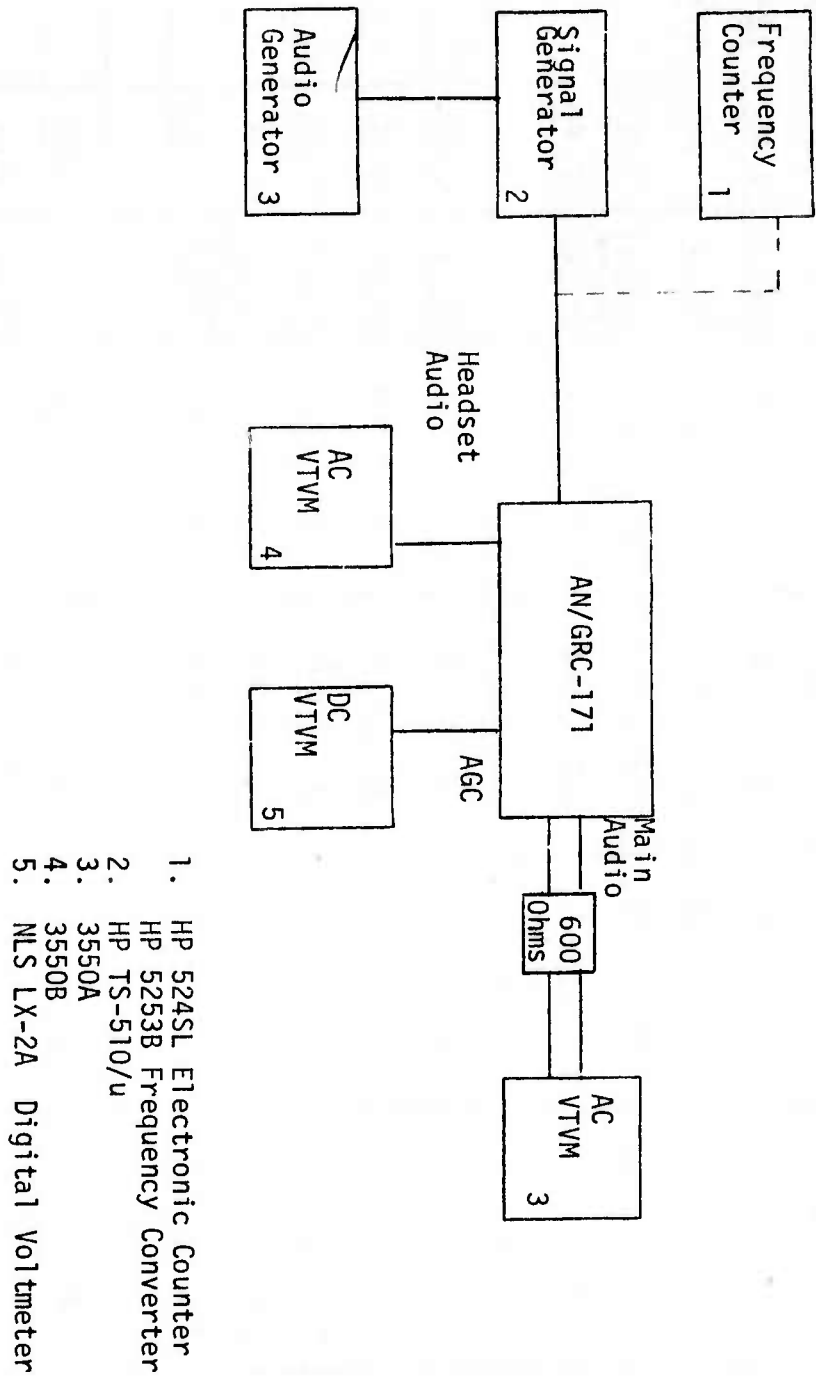 Frequency
Counter
1
Signal
Generator
2
Audio
Generator 3
Headset
Audio
AC
VTVM
4
AN/GRC-171
DC
VTVM
5
AGC
Main
Audio
600
Ohms
AC
VTVM
3
1. HP 524SL Electronic Counter
HP 5253B Frequency Converter
2. HP TS-510/u
3. 3550A
4. 3550B
5. NLS LX-2A Digital Voltmeter